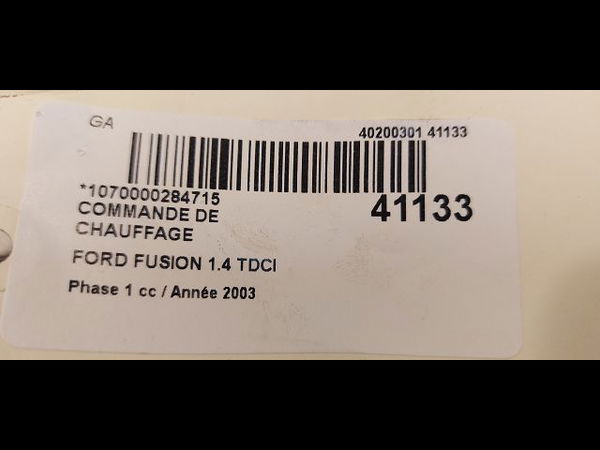 GA
40200301 41133
*1070000284715
41133
COMMANDE DE
CHAUFFAGE
FORD FUSION 1.4 TDCI
Phase 1 cc / Année 2003